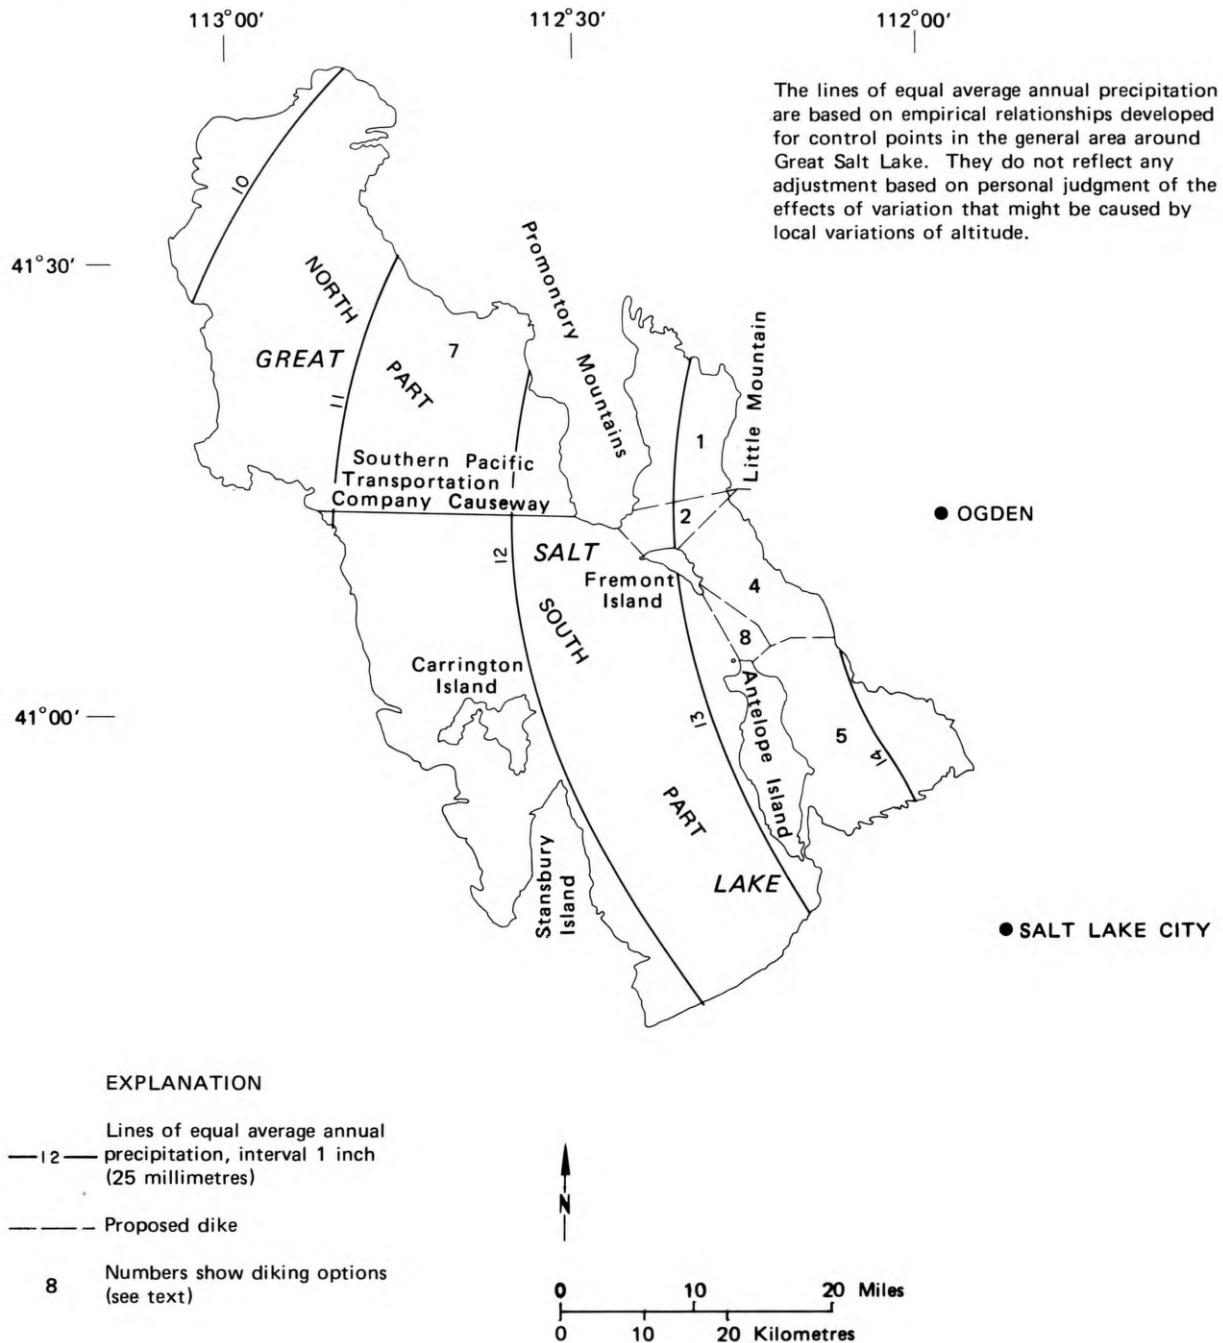 113°00′
112°30′
112°00′
The lines of equal average annual precipitation
are based on empirical relationships developed
for control points in the general area around
Great Salt Lake. They do not reflect any
adjustment based on personal judgment of the
effects of variation that might be caused by
local variations of altitude.
41°30′
10
NORTH
PART
GREAT
11
7
Promontory Mountains
Little Mountain
1
Southern Pacific
Transportation
Company Causeway
2
OGDEN
12
SALT
Fremont
Island
4
SOUTH
8
Carrington
Island
41°00′
13
Antelope Island
5
14
PART
LAKE
Stansbury
Island
SALT LAKE CITY
EXPLANATION
12
Lines of equal average annual
precipitation, interval 1 inch
(25 millimetres)
Proposed dike
8
Numbers show diking options
(see text)
N
0 10 20 Miles
0 10 20 Kilometres